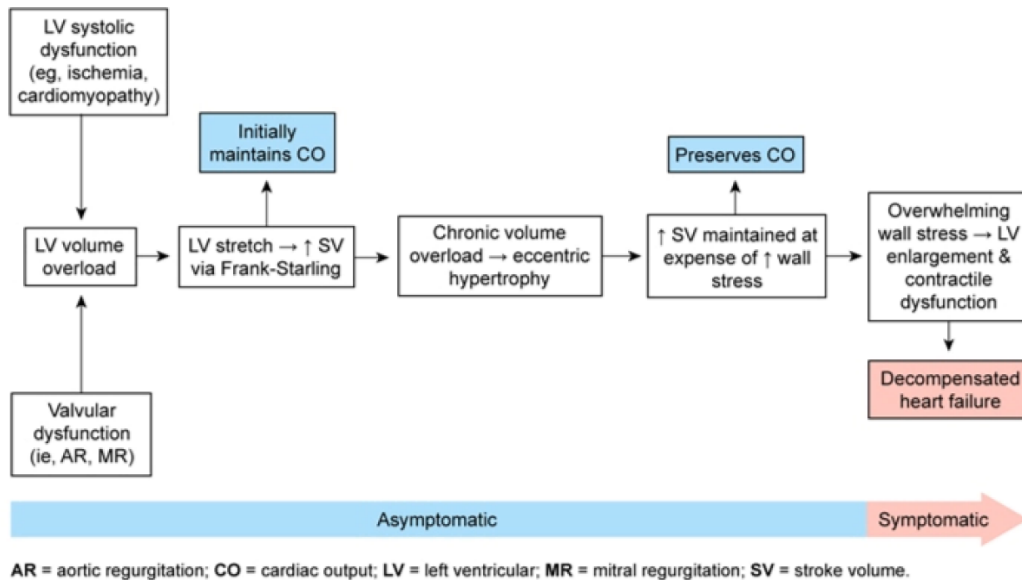 LV systolic
dysfunction
(eg, ischemia,
cardiomyopathy)
Initially
maintains CO
Preserves CO
LV volume
overload
LV stretch → ↑ SV
via Frank-Starling
Chronic volume
overload → eccentric
hypertrophy
↑ SV maintained at
expense of ↑ wall
stress
Overwhelming
wall stress → LV
enlargement &
contractile
dysfunction
Valvular
dysfunction
(ie, AR, MR)
Decompensated
heart failure
Asymptomatic
Symptomatic
AR = aortic regurgitation; CO = cardiac output; LV = left ventricular; MR = mitral regurgitation; SV = stroke volume.